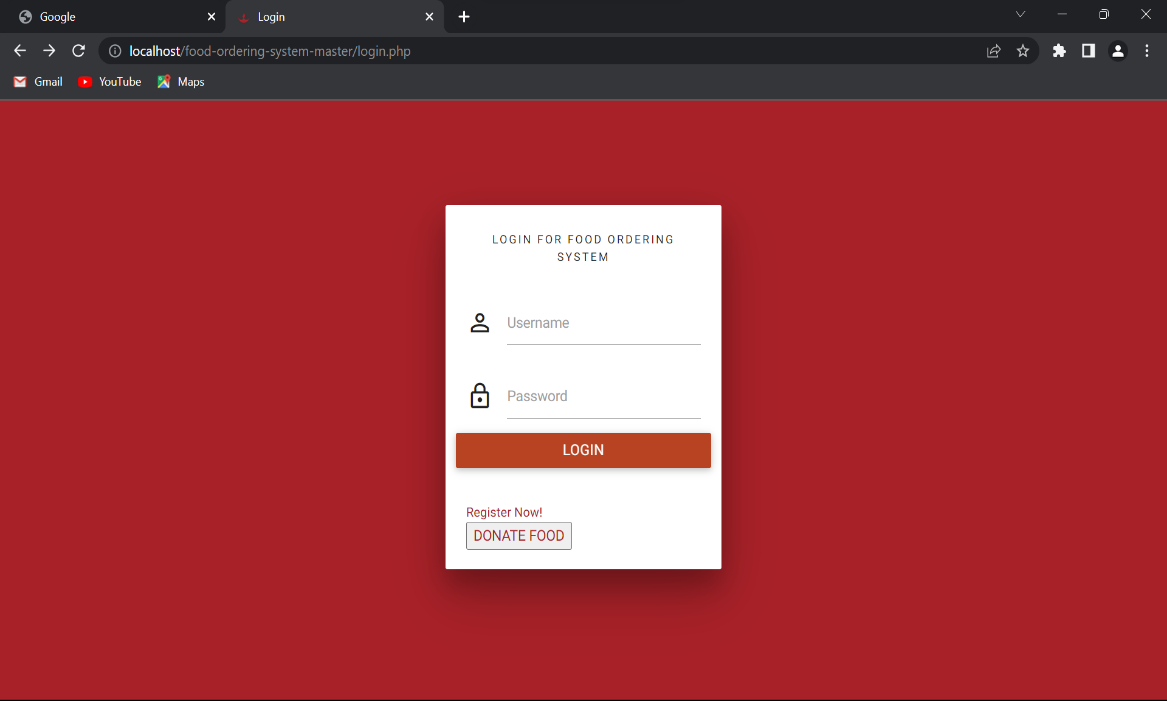 Google
Login
localhost/food-ordering-system-master/login.php
Gmail
YouTube
Maps
LOGIN FOR FOOD ORDERING
SYSTEM
Username
Password
LOGIN
Register Now!
DONATE FOOD